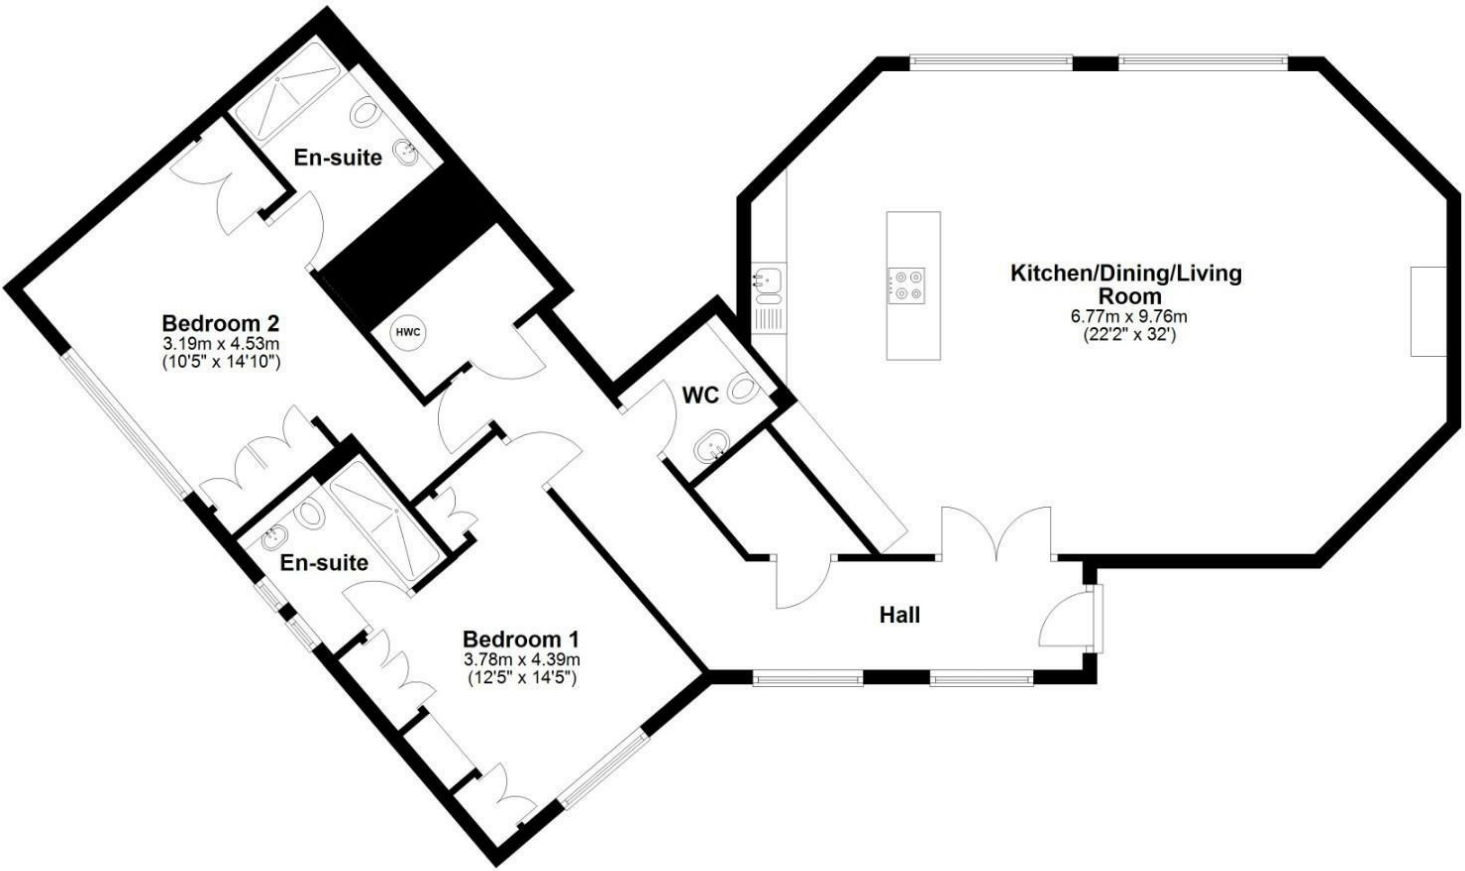 En-suite
Bedroom 2
3.19m x 4.53m
(10'5" x 14'10")
HWC
WC
Kitchen/Dining/Living
Room
6.77m x 9.76m
(22'2" x 32')
En-suite
Bedroom 1
3.78m x 4.39m
(12'5" x 14'5")
Hall